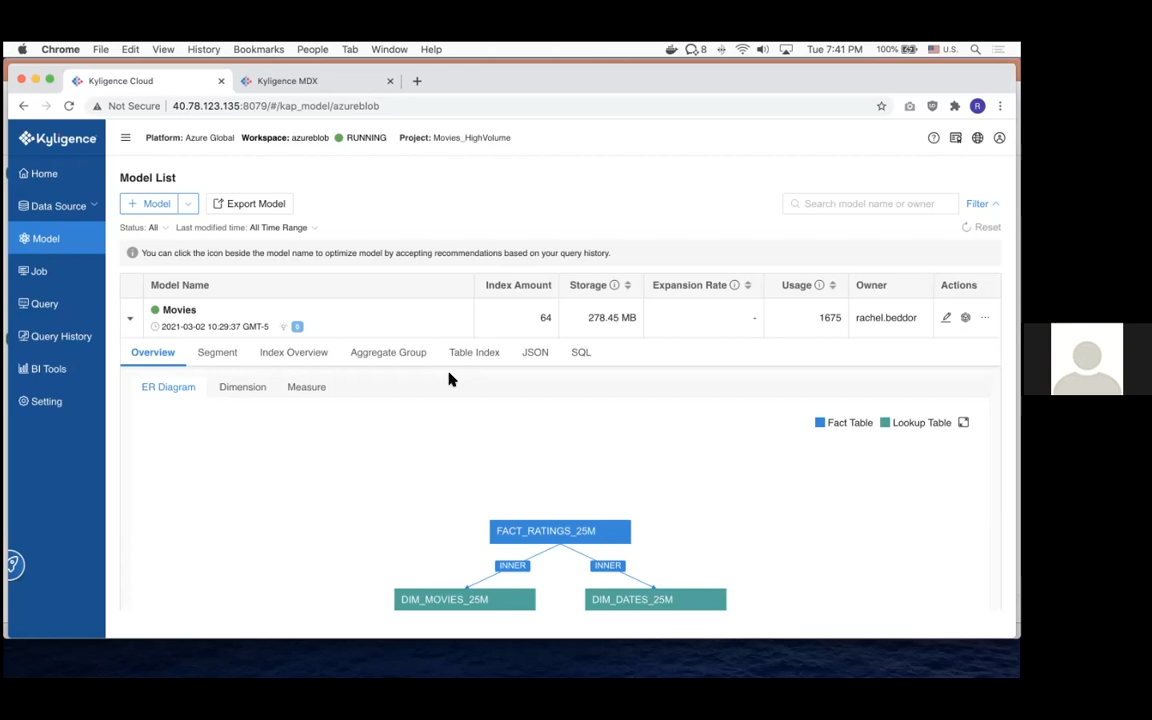 Chrome File Edit View History Bookmarks People Tab Window Help 8 Tue 7:41 PM 100% U.S.
Kyligence Cloud Kyligence MDX
Not Secure 40.78.123.135:8079/#/kap_model/azureblob R
Kyligence Platform: Azure Global Workspace: azureblob RUNNING Project: Movies_HighVolume
Home
Data Source
Model
Job
Query
Query History
BI Tools
Setting
Model List
+ Model Export Model Search model name or owner Filter
Status: All Last modified time: All Time Range Reset
You can click the icon beside the model name to optimize model by accepting recommendations based on your query history.
Model Name Index Amount Storage Expansion Rate Usage Owner Actions
Movies
2021-03-02 10:29:37 GMT-5 64 278.45 MB - 1675 rachel.beddor ...
Overview Segment Index Overview Aggregate Group Table Index JSON SQL
ER Diagram Dimension Measure
Fact Table Lookup Table
FACT_RATINGS_25M
INNER INNER
DIM_MOVIES_25M DIM_DATES_25M